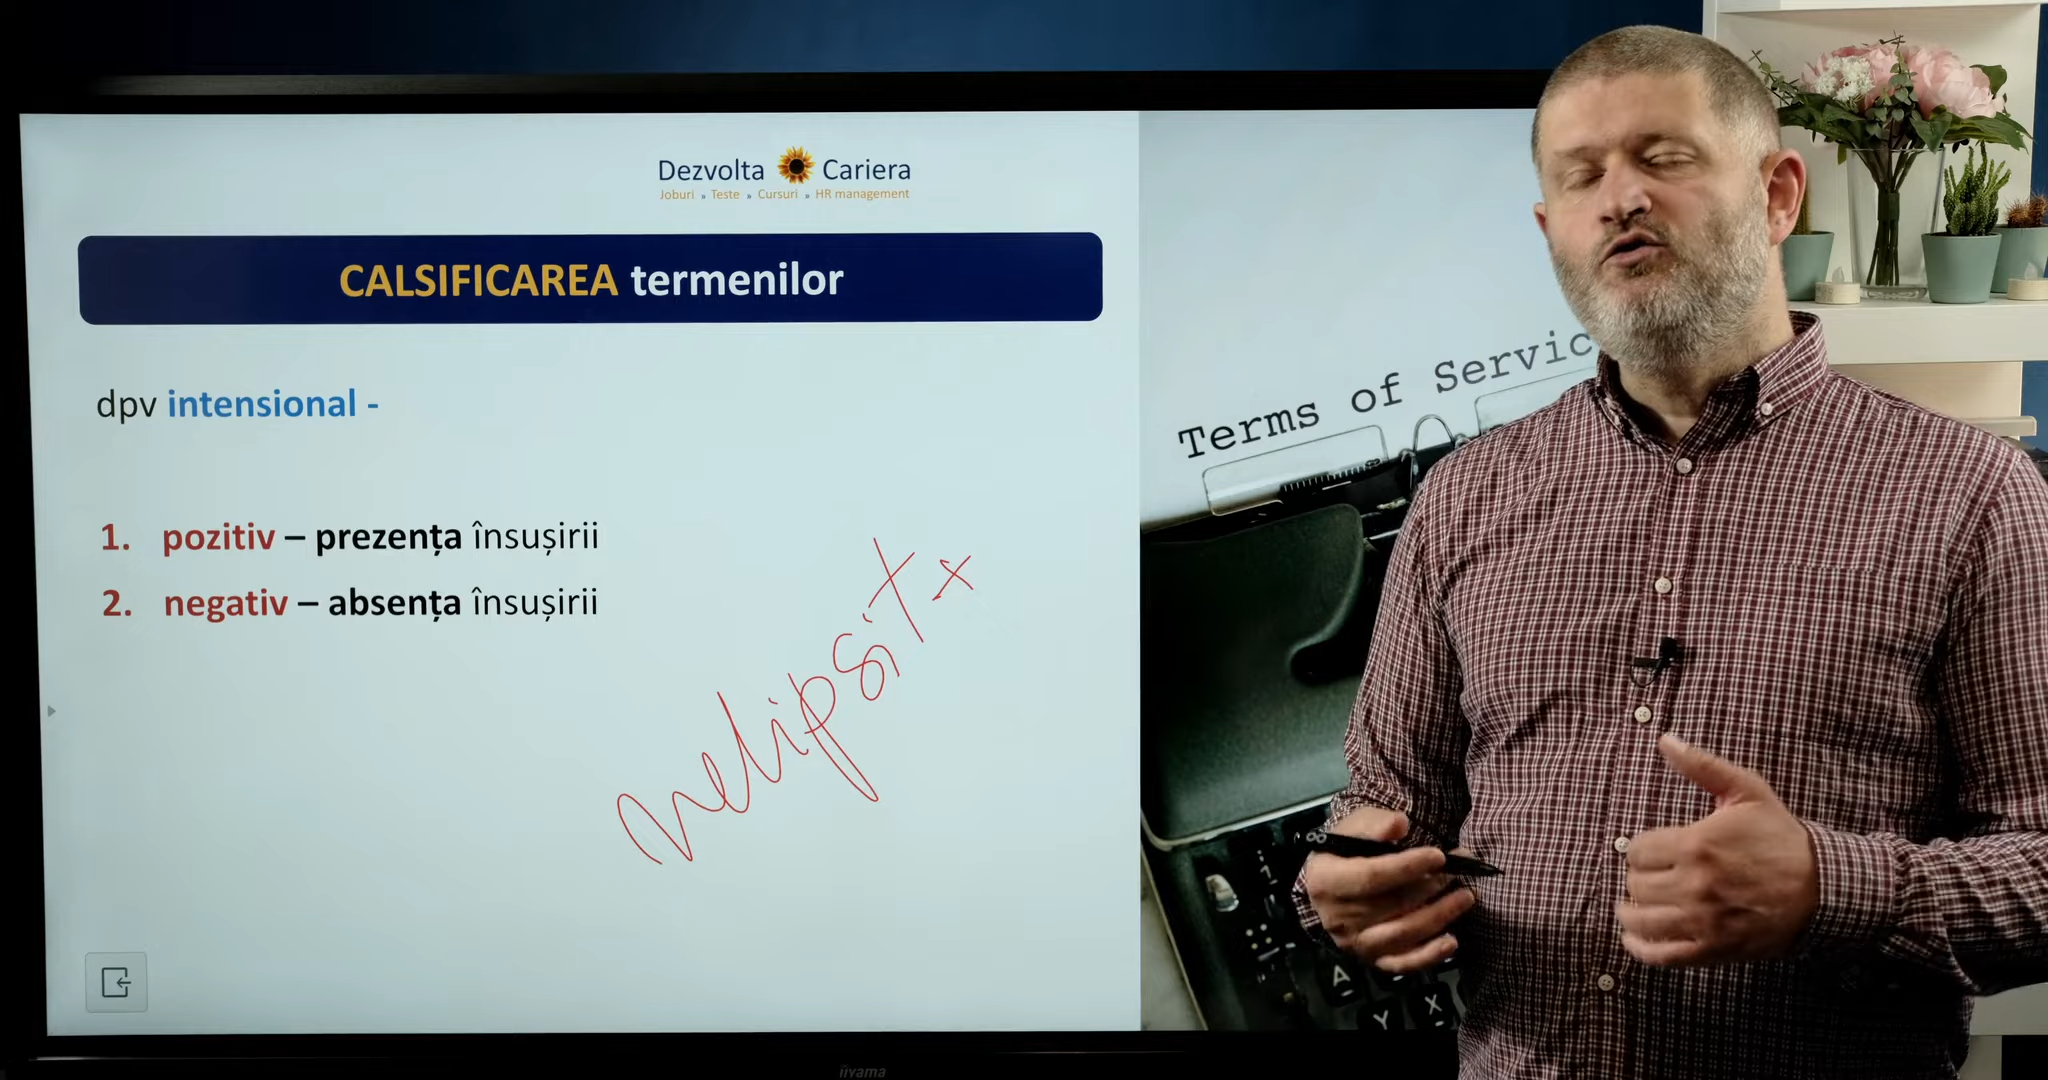 Dezvolta Cariera
Joburi » Teste » Cursuri » HR management
CALSIFICAREA termenilor
dpv intensional -
1. pozitiv – prezența însușirii
2. negativ – absența însușirii
nelipsit +
Terms of Servic
A
Y X
iiyama